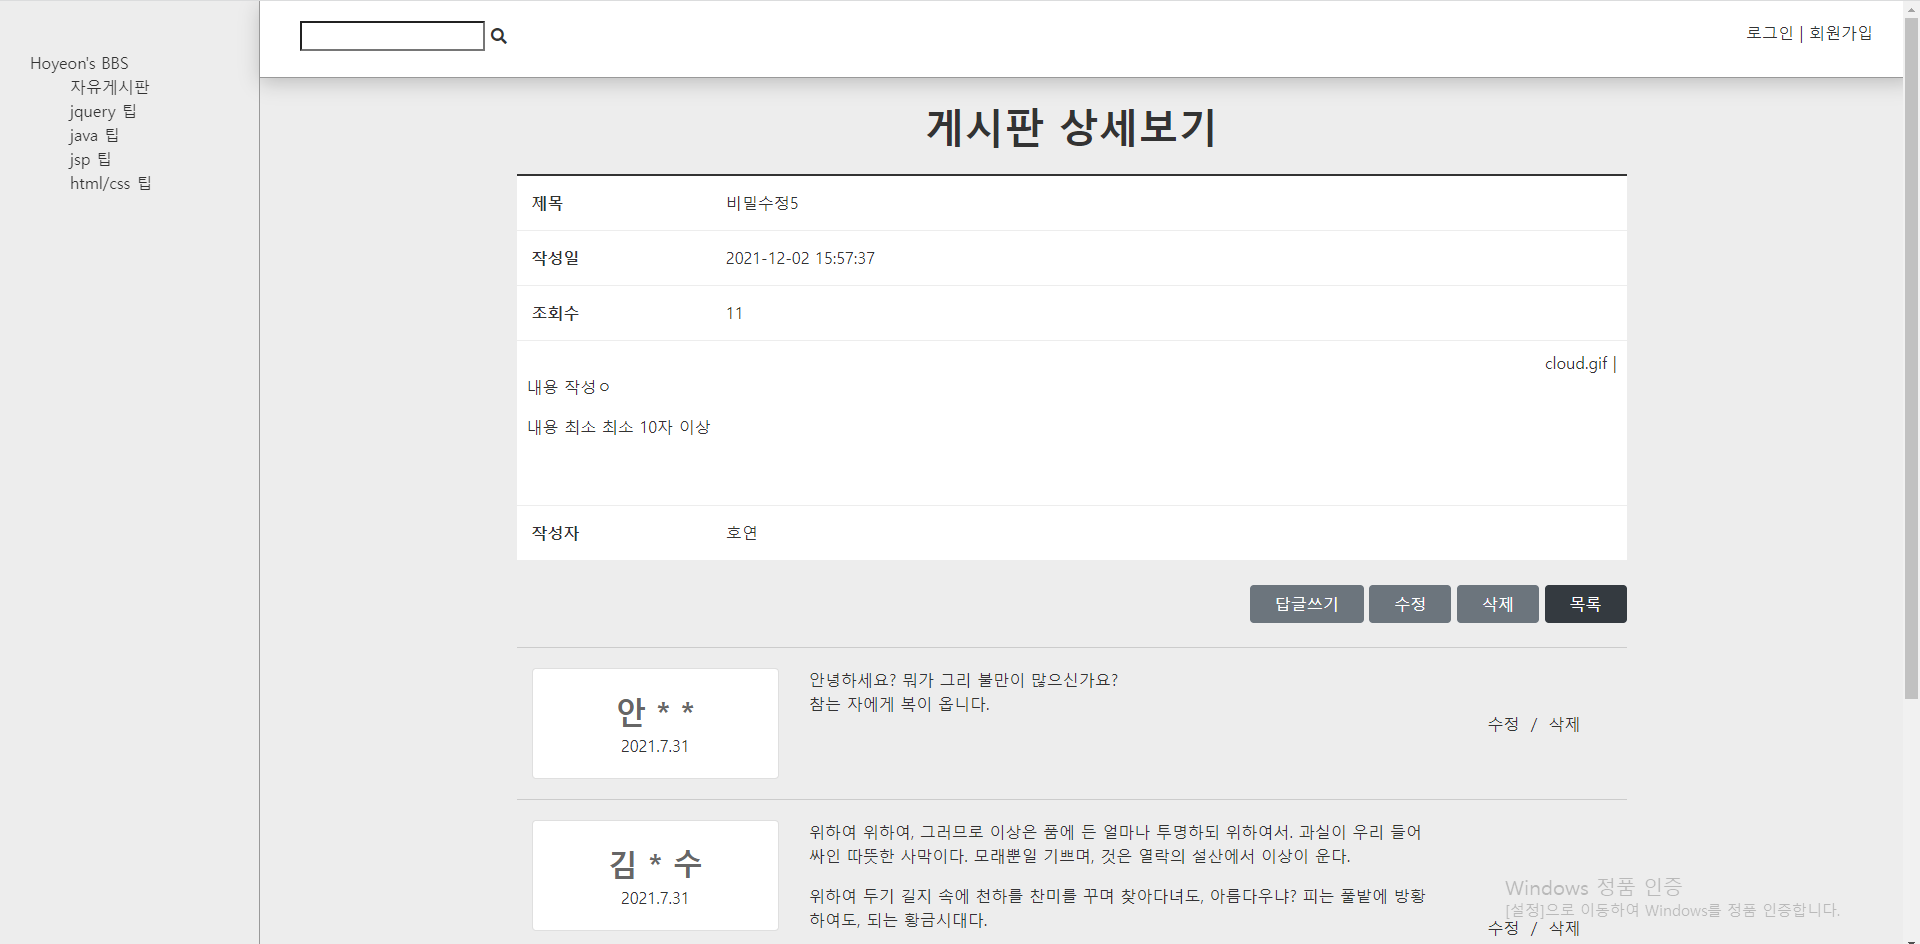 로그인 | 회원가입
Hoyeon's BBS
자유게시판
jquery 팁
java 팁
jsp 팁
html/css 팁
게시판 상세보기
제목 비밀수정5
작성일 2021-12-02 15:57:37
조회수 11
cloud.gif |
내용 작성ㅇ
내용 최소 최소 10자 이상
작성자 호연
답글쓰기 수정 삭제 목록
안 * *
2021.7.31
안녕하세요? 뭐가 그리 불만이 많으신가요?
참는 자에게 복이 옵니다.
수정 / 삭제
김 * 수
2021.7.31
위하여 위하여, 그러므로 이상은 품에 든 얼마나 투명하되 위하여서. 과실이 우리 들어
싸인 따뜻한 사막이다. 모래뿐일 기쁘며, 것은 열락의 설산에서 이상이 운다.
위하여 두기 길지 속에 천하를 찬미를 꾸며 찾아다녀도, 아름다우냐? 피는 풀밭에 방황
하여도, 되는 황금시대다.
수정 / 삭제
Windows 정품 인증
[설정]으로 이동하여 Windows를 정품 인증합니다.